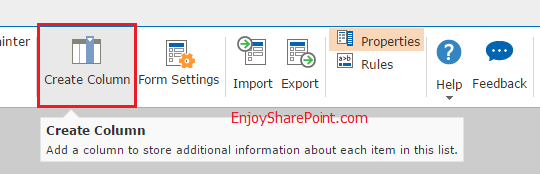 ainter
Create Column
Form Settings
Import
Export
Properties
Rules
Help
Feedback
EnjoySharePoint.com
Create Column
Add a column to store additional information about each item in this list.